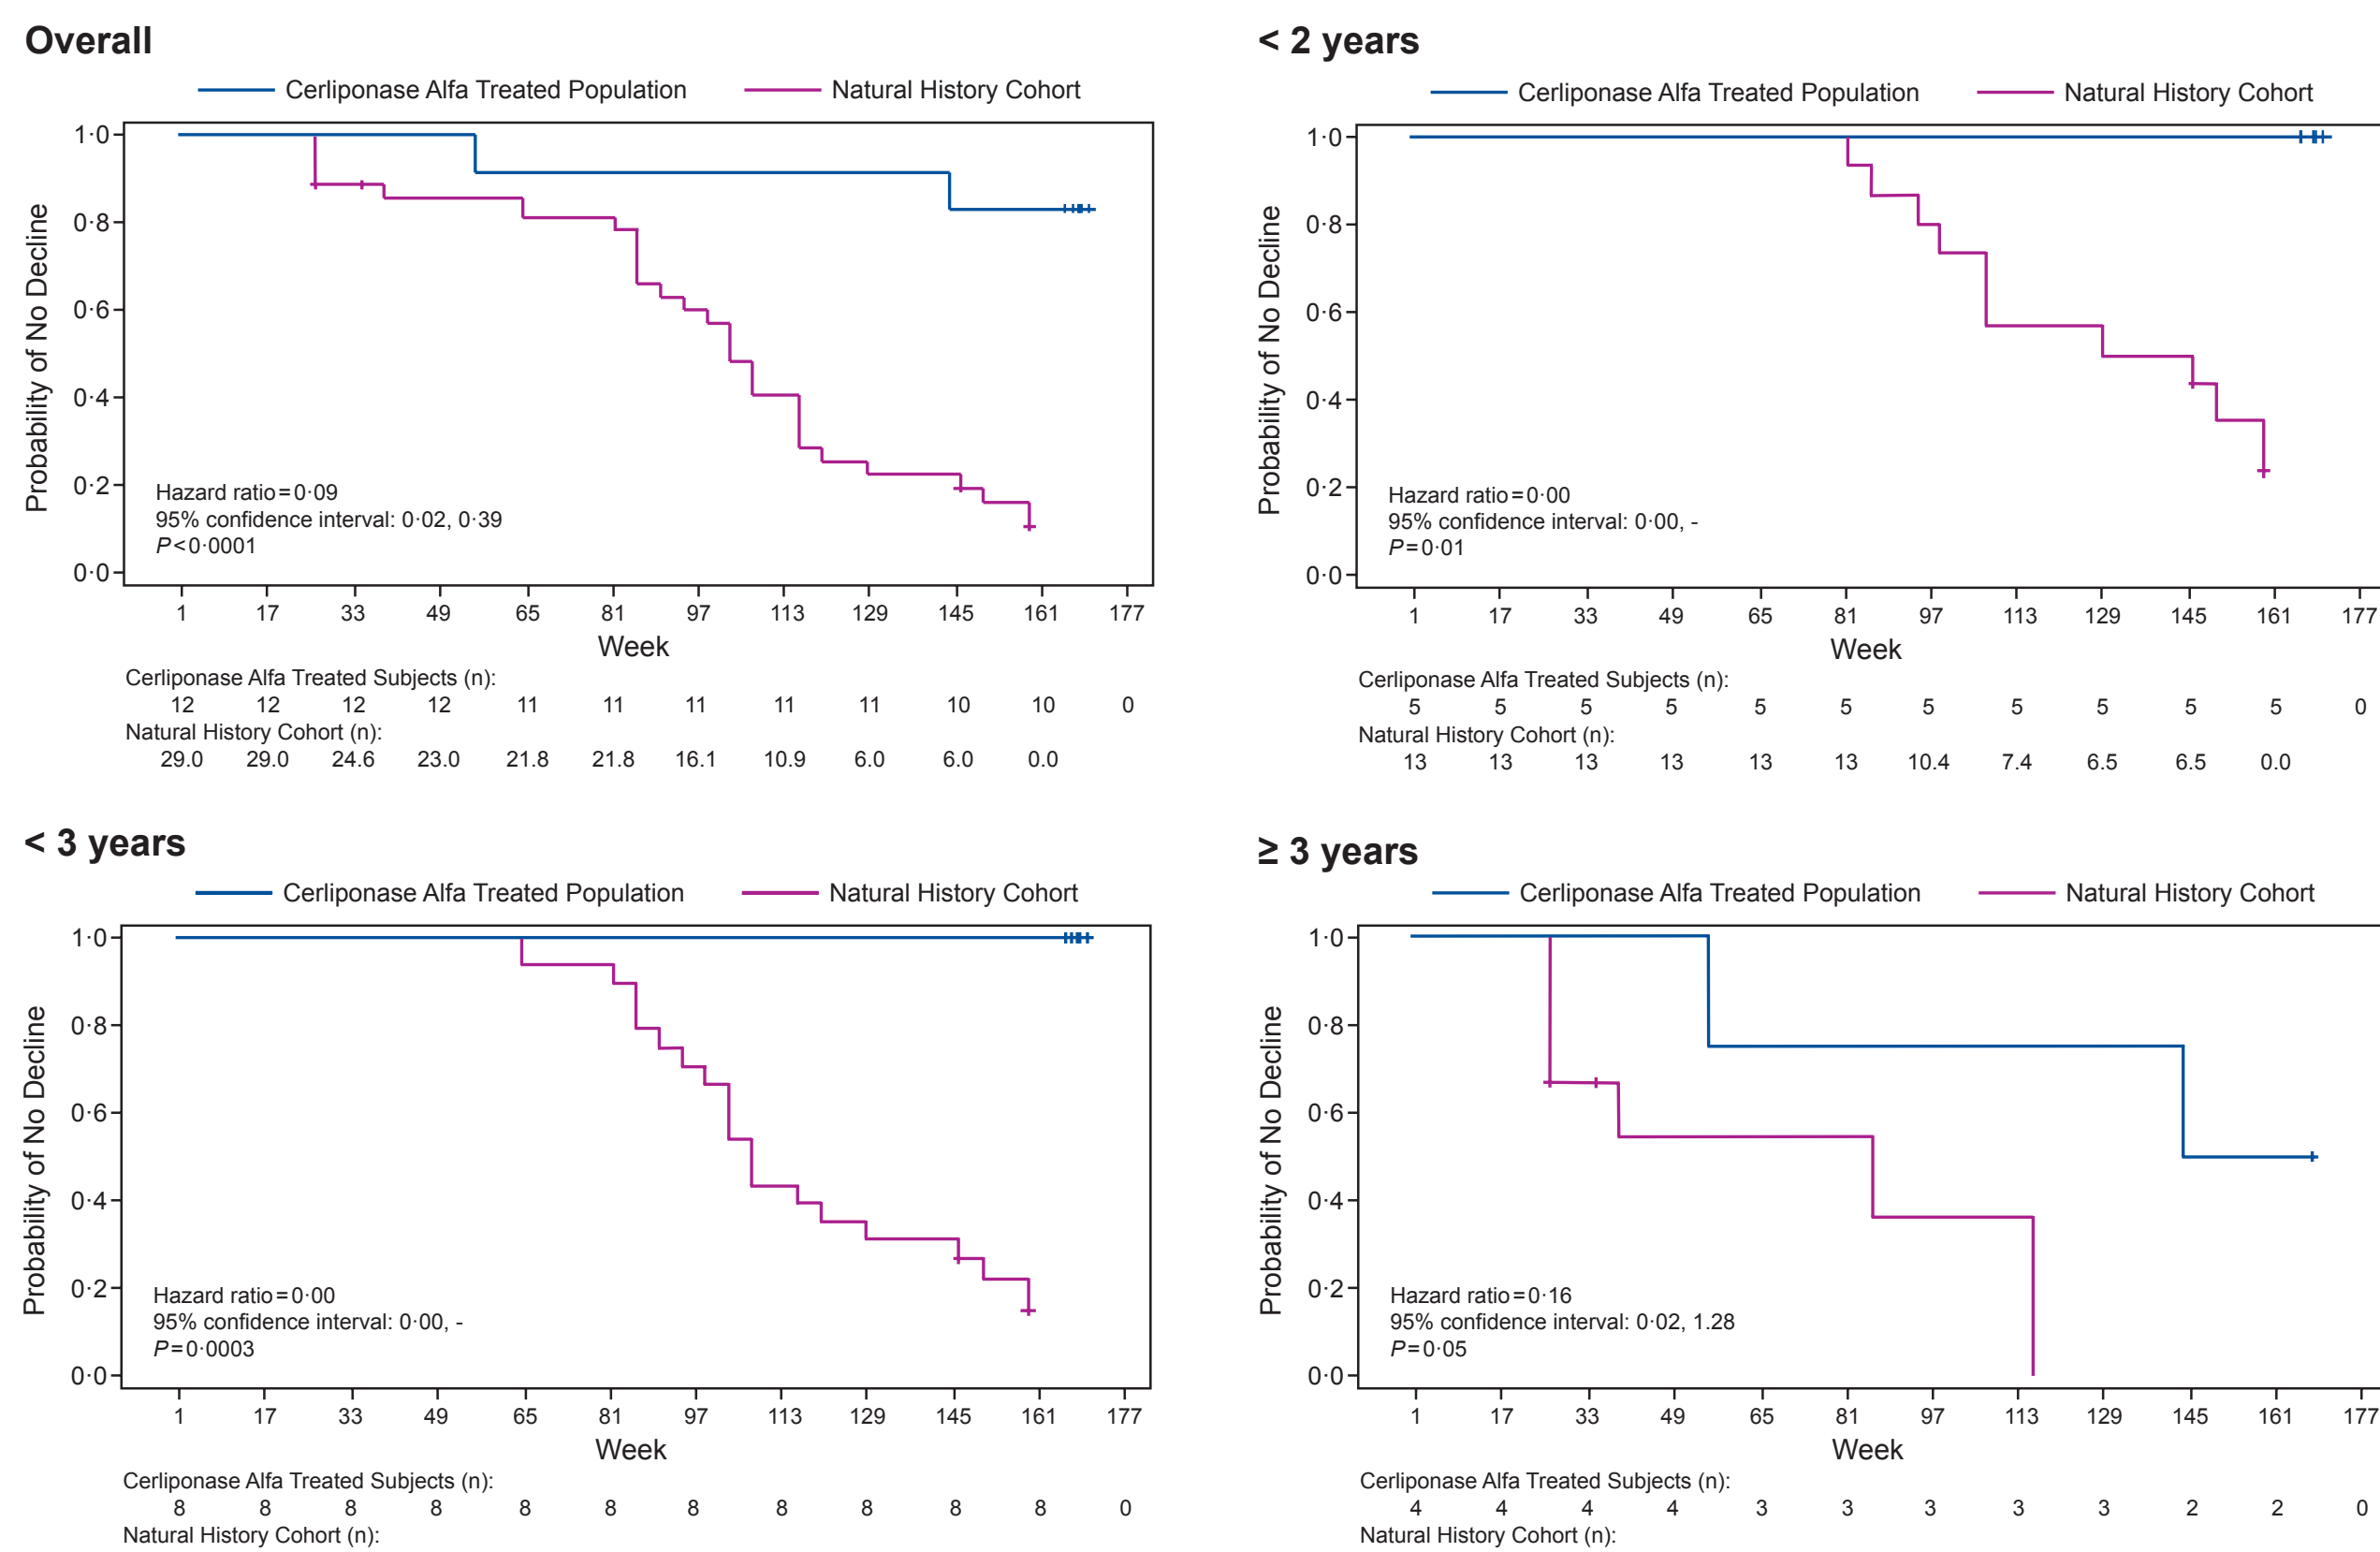 Overall
Cerliponase Alfa Treated Population Natural History Cohort
Probability of No Decline
1·0
0·8
0·6
0·4
0·2
0·0
Hazard ratio=0·09
95% confidence interval: 0·02, 0·39
P<0·0001
1 17 33 49 65 81 97 113 129 145 161 177
Week
Cerliponase Alfa Treated Subjects (n):
12 12 12 12 11 11 11 11 11 10 10 0
Natural History Cohort (n):
29.0 29.0 24.6 23.0 21.8 21.8 16.1 10.9 6.0 6.0 0.0
< 2 years
Cerliponase Alfa Treated Population Natural History Cohort
Probability of No Decline
1·0
0·8
0·6
0·4
0·2
0·0
Hazard ratio=0·00
95% confidence interval: 0·00, -
P=0·01
1 17 33 49 65 81 97 113 129 145 161 177
Week
Cerliponase Alfa Treated Subjects (n):
5 5 5 5 5 5 5 5 5 5 5 0
Natural History Cohort (n):
13 13 13 13 13 13 10.4 7.4 6.5 6.5 0.0
< 3 years
Cerliponase Alfa Treated Population Natural History Cohort
Probability of No Decline
1·0
0·8
0·6
0·4
0·2
0·0
Hazard ratio=0·00
95% confidence interval: 0·00, -
P=0·0003
1 17 33 49 65 81 97 113 129 145 161 177
Week
Cerliponase Alfa Treated Subjects (n):
8 8 8 8 8 8 8 8 8 8 8 0
Natural History Cohort (n):
≥ 3 years
Cerliponase Alfa Treated Population Natural History Cohort
Probability of No Decline
1·0
0·8
0·6
0·4
0·2
0·0
Hazard ratio=0·16
95% confidence interval: 0·02, 1.28
P=0·05
1 17 33 49 65 81 97 113 129 145 161 177
Week
Cerliponase Alfa Treated Subjects (n):
4 4 4 4 3 3 3 3 3 2 2 0
Natural History Cohort (n):